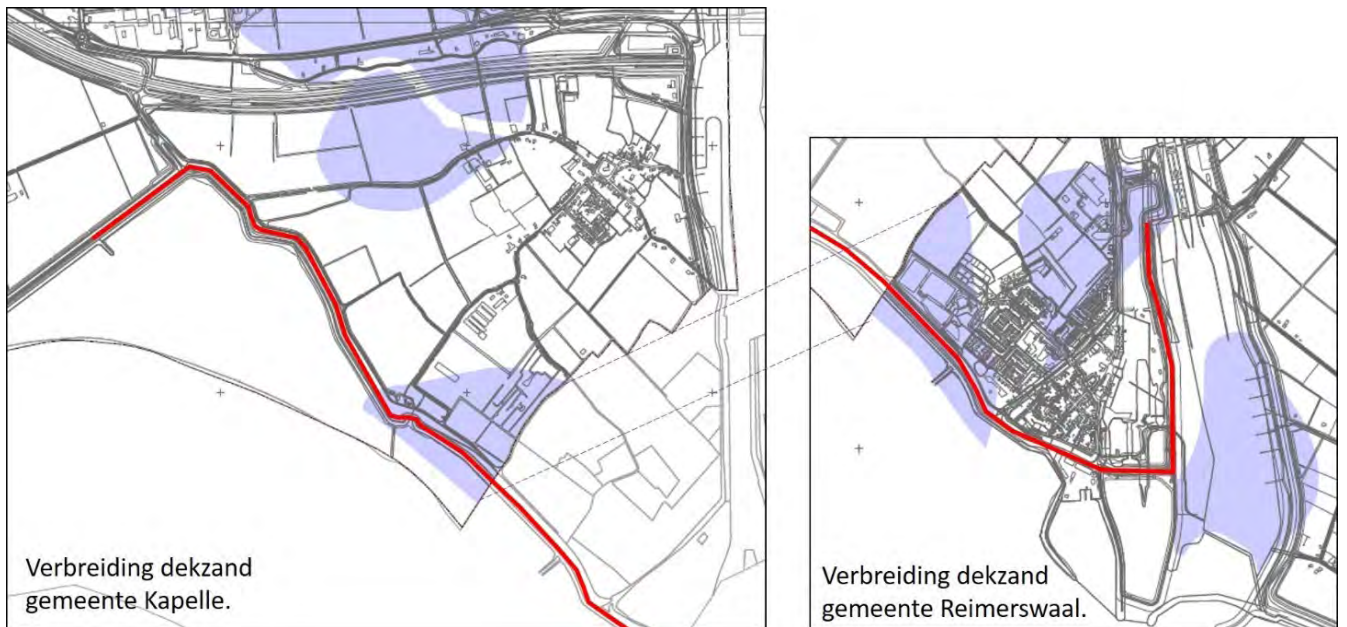 Verbreiding dekzand
gemeente Kapelle.
Verbreiding dekzand
gemeente Reimerswaal.